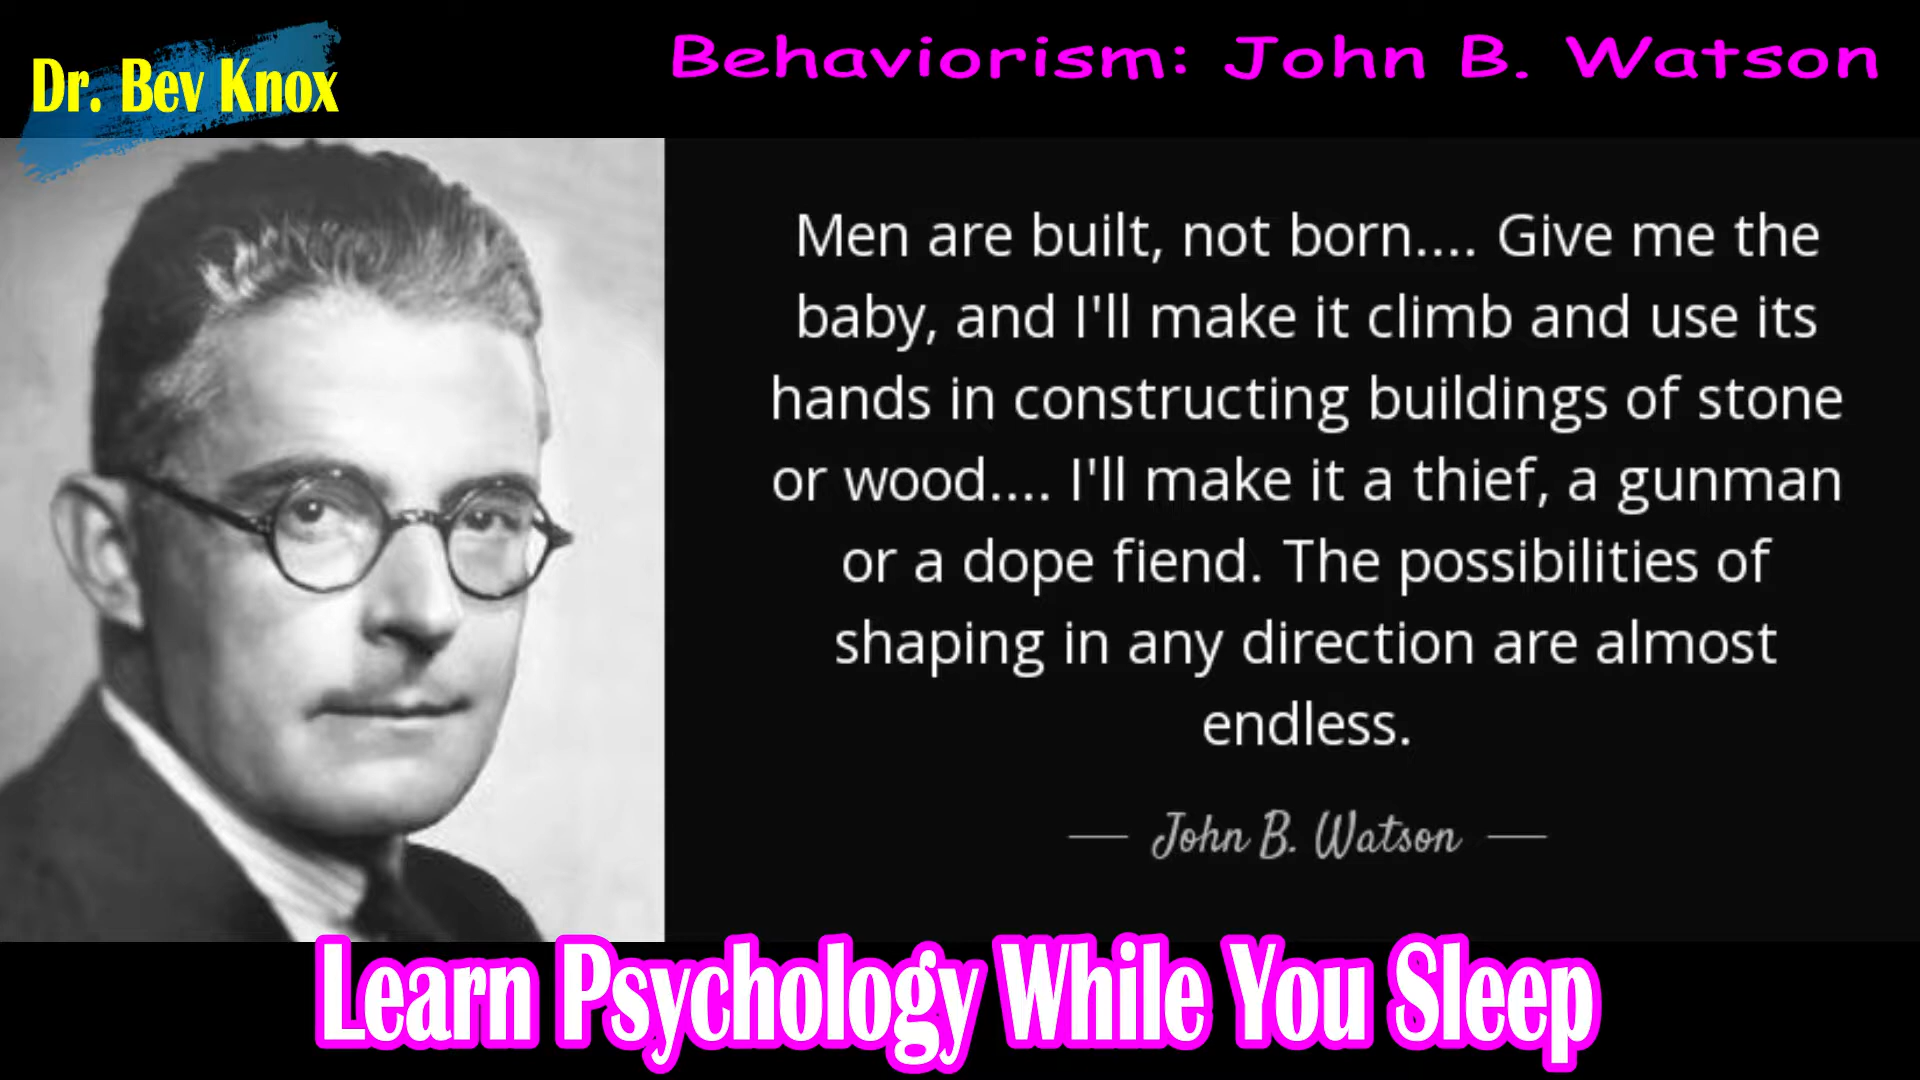 Dr. Bev Knox
Behaviorism: John B. Watson
Men are built, not born.... Give me the
baby, and I'll make it climb and use its
hands in constructing buildings of stone
or wood.... I'll make it a thief, a gunman
or a dope fiend. The possibilities of
shaping in any direction are almost
endless.
John B. Watson
Learn Psychology While You Sleep